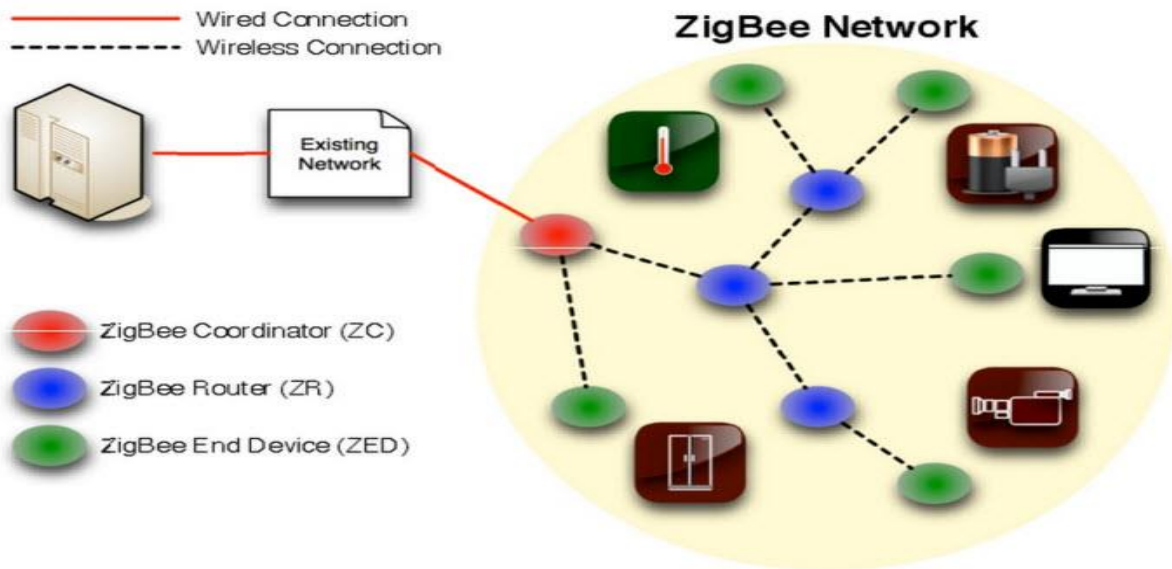 Wired Connection
Wireless Connection
ZigBee Network
Existing
Network
ZigBee Coordinator (ZC)
ZigBee Router (ZR)
ZigBee End Device (ZED)